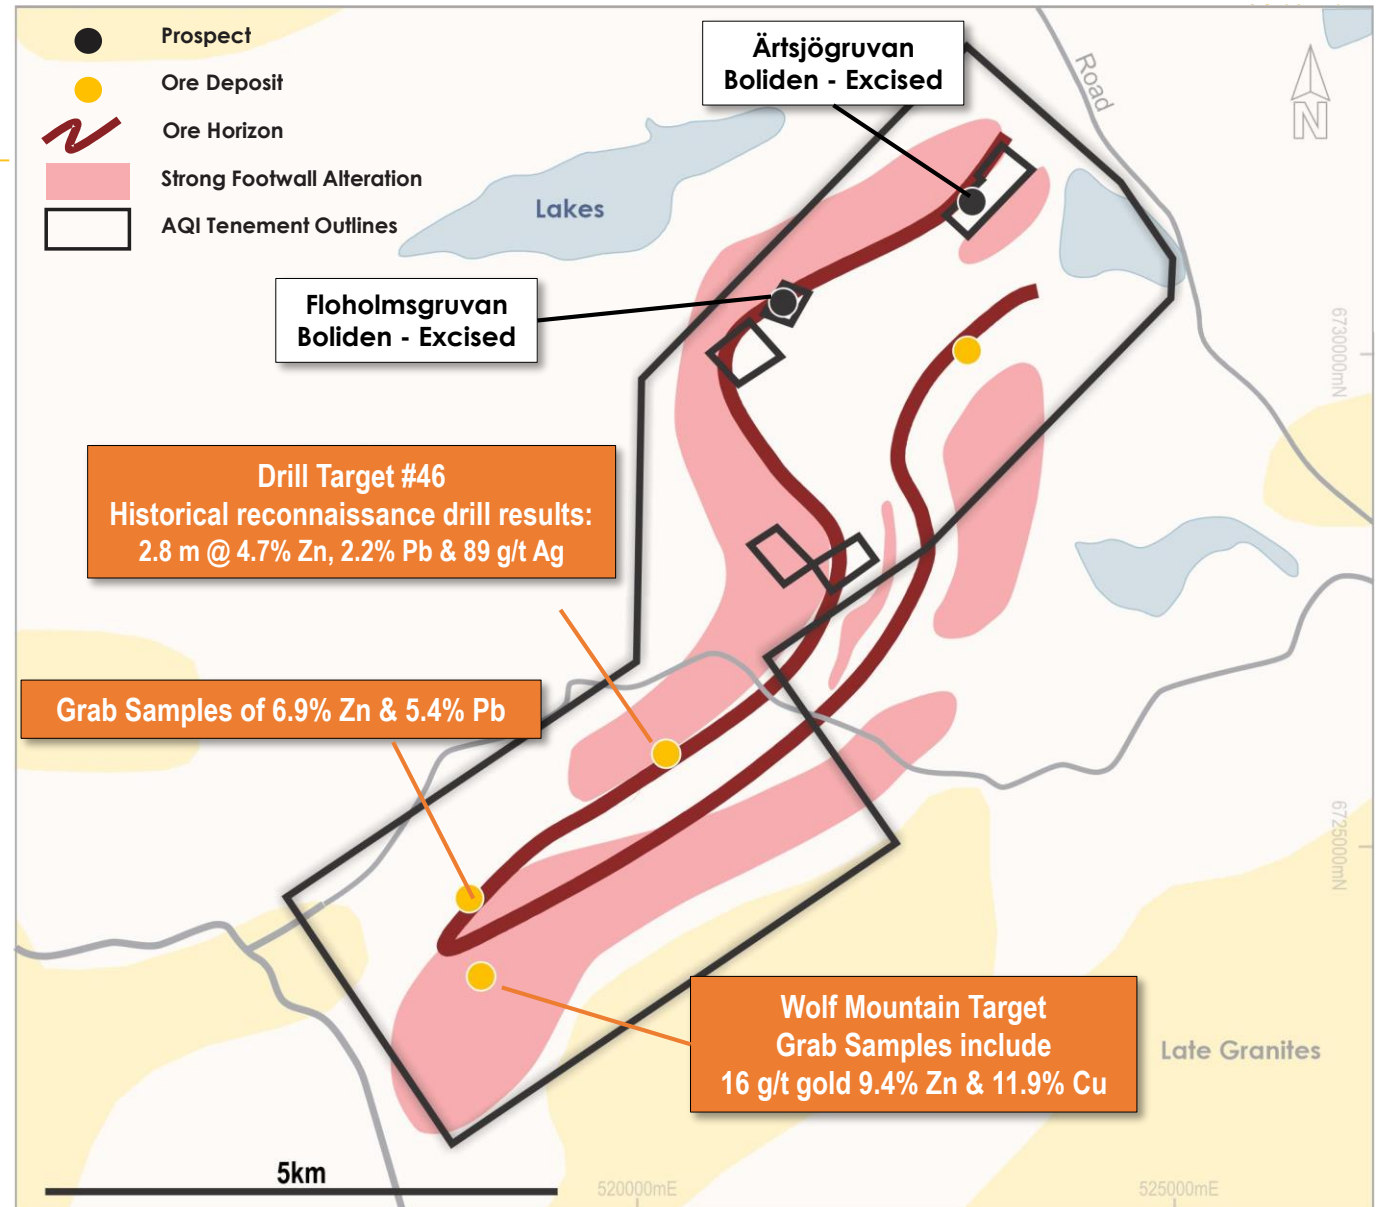 Prospect
Ore Deposit
Ore Horizon
Strong Footwall Alteration
AQI Tenement Outlines
Ärtsjögruvan
Boliden - Excised
Road
N
Lakes
Floholmsgruvan
Boliden - Excised
6730000mN
Drill Target #46
Historical reconnaissance drill results:
2.8 m @ 4.7% Zn, 2.2% Pb & 89 g/t Ag
Grab Samples of 6.9% Zn & 5.4% Pb
6725000mN
Wolf Mountain Target
Grab Samples include
16 g/t gold 9.4% Zn & 11.9% Cu
Late Granites
5km
520000mE
525000mE